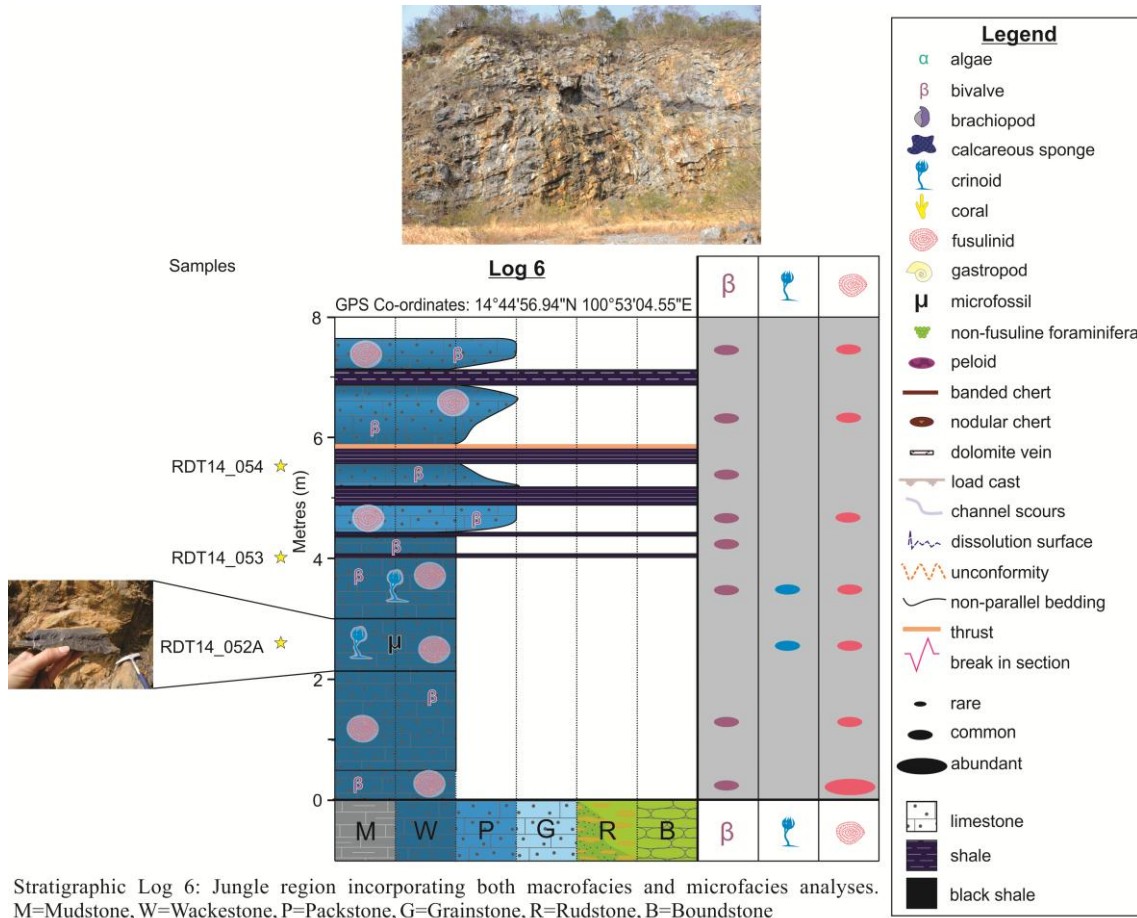 Samples
Log 6
GPS Co-ordinates: 14°44'56.94"N 100°53'04.55"E
β
8
β
6
β
RDT14_054
β
Metres (m)
β
4
β
RDT14_053
β
RDT14_052A
μ
2
β
β
0
M W P G R B
β
Legend
α algae
β bivalve
brachiopod
calcareous sponge
crinoid
coral
fusulinid
gastropod
μ microfossil
non-fusuline foraminifera
peloid
banded chert
nodular chert
dolomite vein
load cast
channel scours
dissolution surface
unconformity
non-parallel bedding
thrust
break in section
rare
common
abundant
limestone
shale
black shale
Stratigraphic Log 6: Jungle region incorporating both macrofacies and microfacies analyses.
M=Mudstone, W=Wackestone, P=Packstone, G=Grainstone, R=Rudstone, B=Boundstone